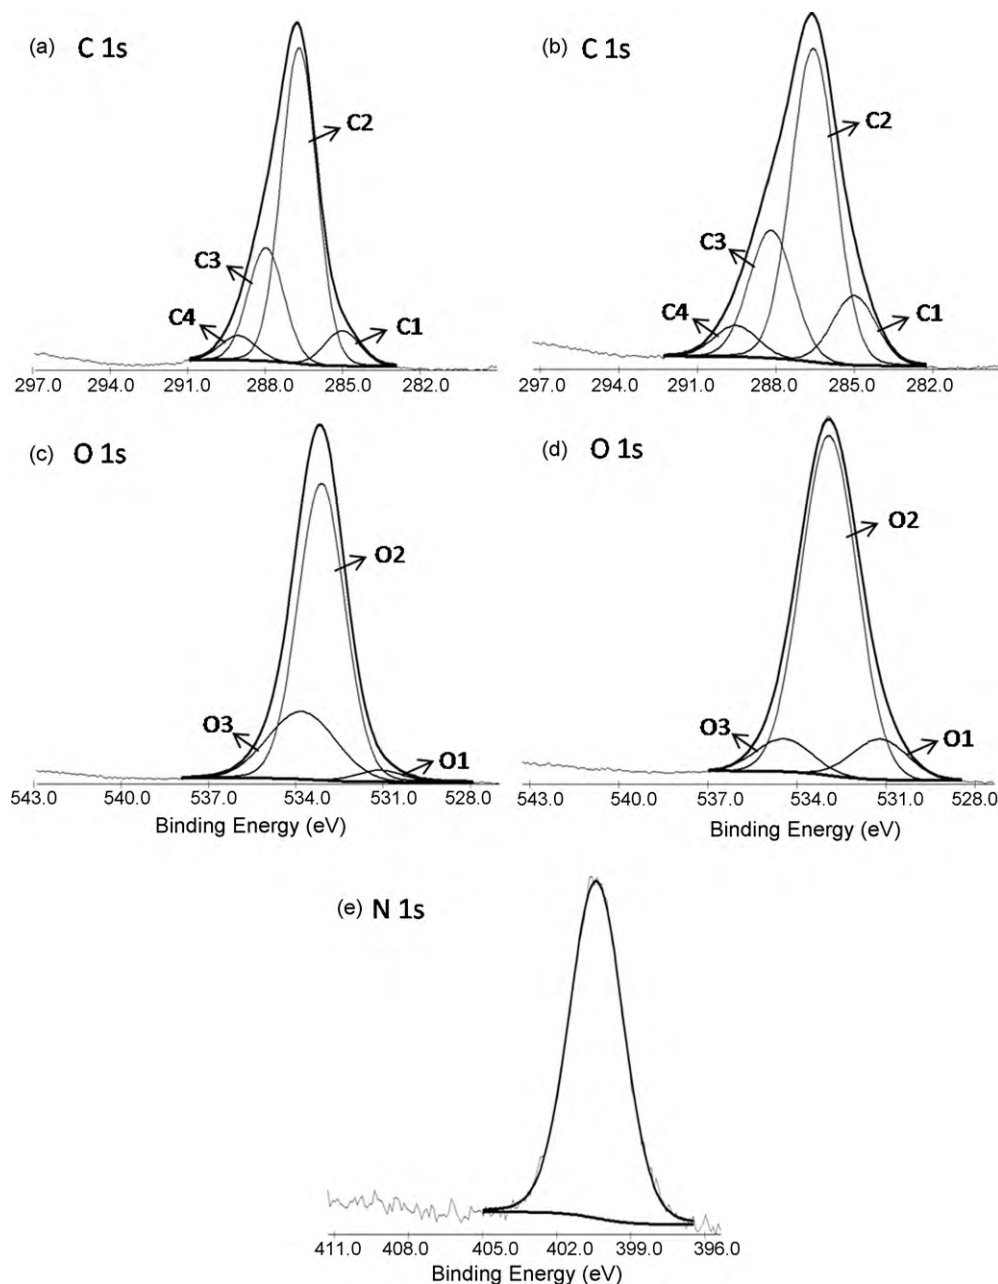 (a) C 1s
(b) C 1s
C2
C2
C3
C3
C4
C1
C4
C1
297.0 294.0 291.0 288.0 285.0 282.0
297.0 294.0 291.0 288.0 285.0 282.0
(c) O 1s
(d) O 1s
O2
O2
O3
O1
O3
O1
543.0 540.0 537.0 534.0 531.0 528.0
543.0 540.0 537.0 534.0 531.0 528.0
Binding Energy (eV)
Binding Energy (eV)
(e) N 1s
411.0 408.0 405.0 402.0 399.0 396.0
Binding Energy (eV)